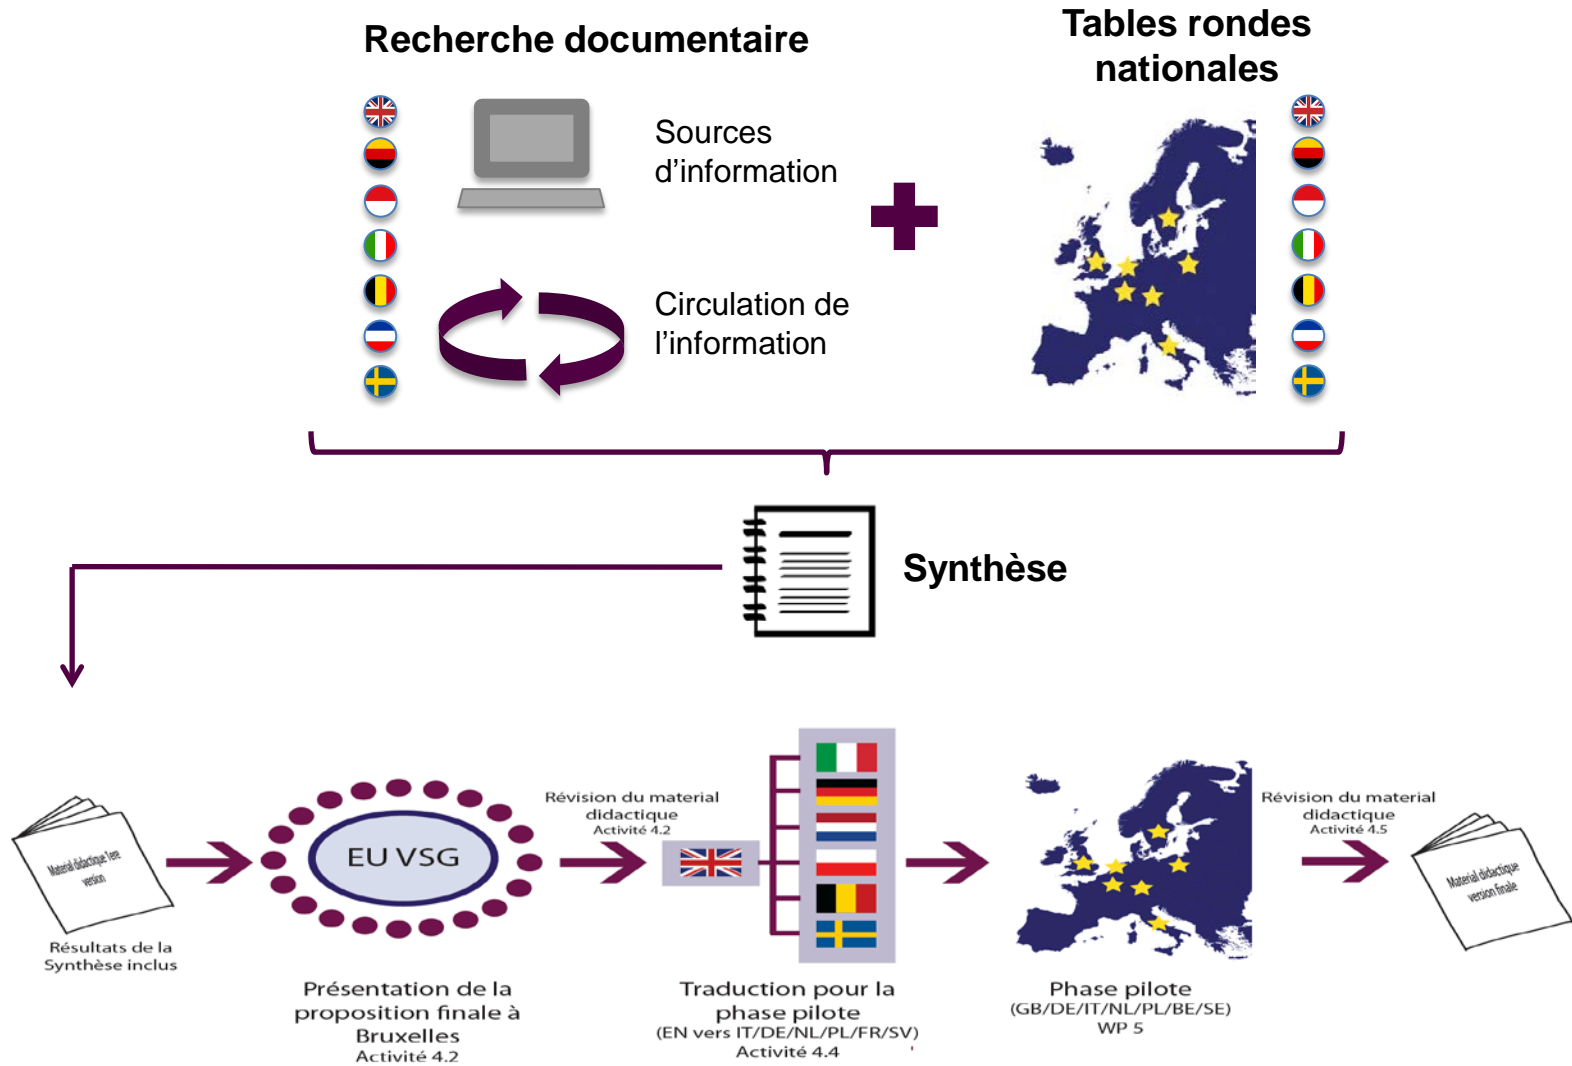 Recherche documentaire
Tables rondes
nationales
Sources
d’information
Circulation de
l’information
Synthèse
Material didactique 1ere
version
Résultats de la
Synthèse inclus
EU VSG
Présentation de la
proposition finale à
Bruxelles
Activité 4.2
Révision du material
didactique
Activité 4.2
Traduction pour la
phase pilote
(EN vers IT/DE/NL/PL/FR/SV)
Activité 4.4
Phase pilote
(GB/DE/IT/NL/PL/BE/SE)
WP 5
Révision du material
didactique
Activité 4.5
Material didactique
version finale